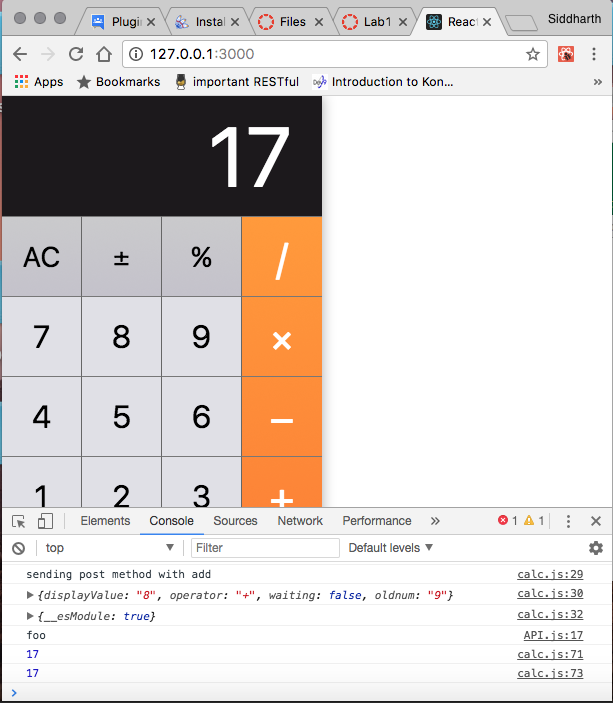 Plugin Instal Files Lab1 React Siddharth
127.0.0.1:3000
Apps Bookmarks important RESTful Introduction to Kon... »
17
AC ± % /
7 8 9 ×
4 5 6 –
1 2 3 +
Elements Console Sources Network Performance » 1 1
top Filter Default levels
sending post method with add calc.js:29
{displayValue: "8", operator: "+", waiting: false, oldnum: "9"} calc.js:30
{__esModule: true} calc.js:32
foo API.js:17
17 calc.js:71
17 calc.js:73